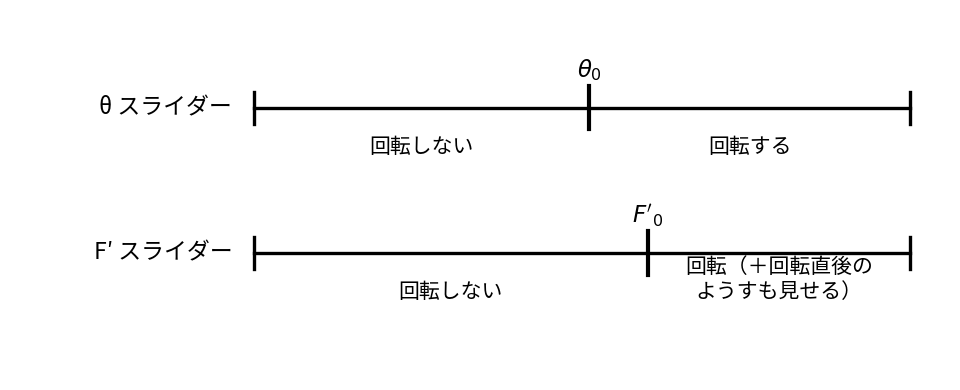 θ₀
θ スライダー
回転しない
回転する
F′₀
F′ スライダー
回転しない
回転（＋回転直後の
ようすも見せる）